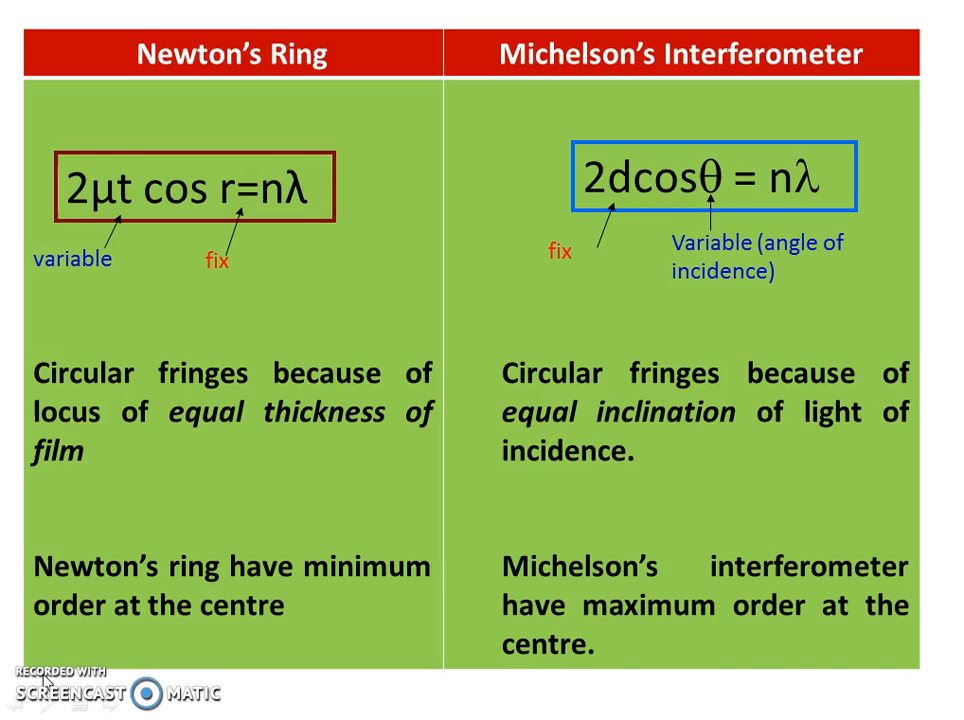 Newton’s Ring
Michelson’s Interferometer
2µt cos r=nλ
variable
fix
Circular fringes because of
locus of equal thickness of
film
Newton’s ring have minimum
order at the centre
2dcosθ = nλ
fix
Variable (angle of
incidence)
Circular fringes because of
equal inclination of light of
incidence.
Michelson’s interferometer
have maximum order at the
centre.
RECORDED WITH
SCREENCAST MATIC